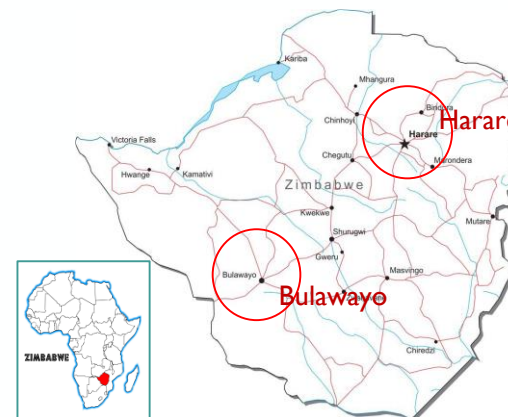 Kariba
Mhangura
Bindura
Chinhoyi
Harare
Harare
Victoria Falls
Chegutu
Marondera
Hwange
Kamativi
Zimbabwe
Kwekwe
Mutare
Shurugwi
Gweru
Bulawayo
Masvingo
Bulawayo
Chiredzi
ZIMBABWE